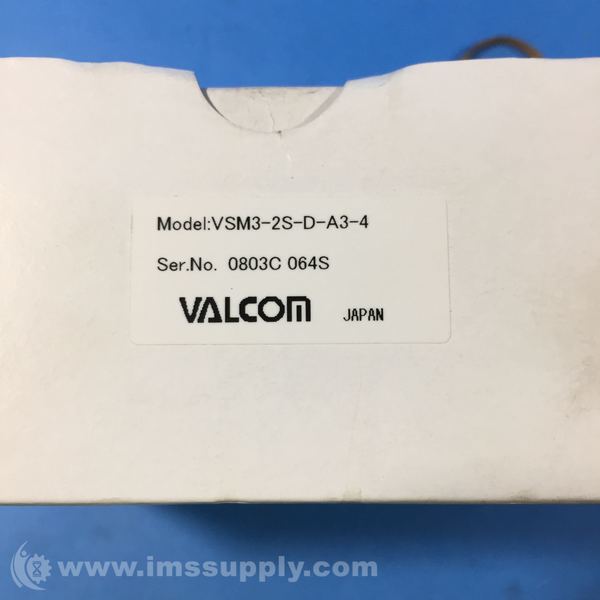 Model:VSM3-2S-D-A3-4
Ser.No. 0803C 064S
VALCOM JAPAN
www.imssupply.com